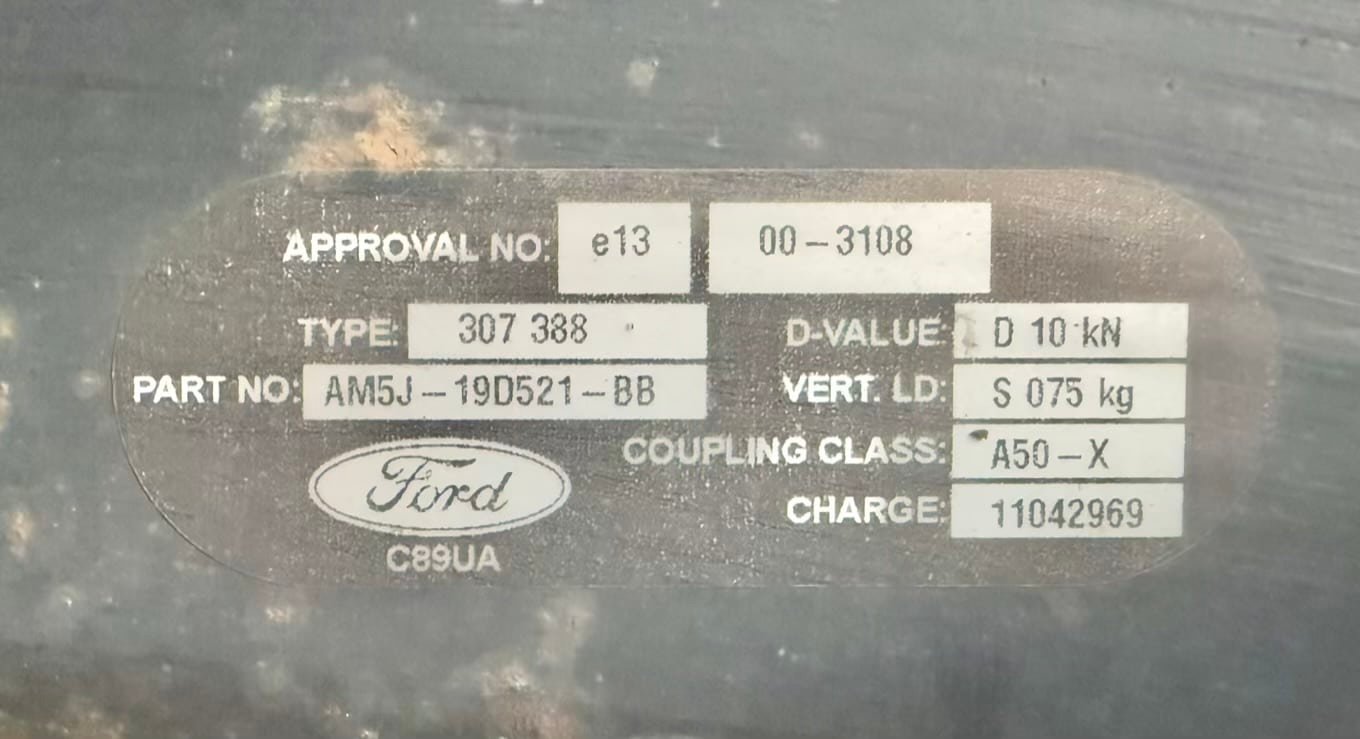 APPROVAL NO: e13 00-3108
TYPE: 307 388 D-VALUE: D 10 kN
PART NO: AM5J-19D521-BB VERT. LD: S 075 kg
COUPLING CLASS: A50-X
Ford CHARGE: 11042969
C89UA